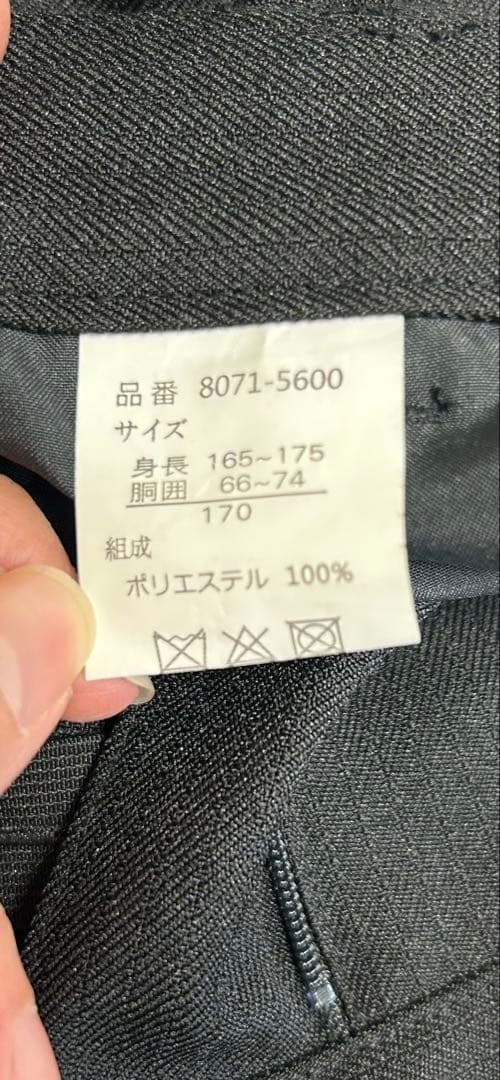 品番 8071-5600
サイズ
身長 165~175
胴囲 66~74
170
組成
ポリエステル 100%